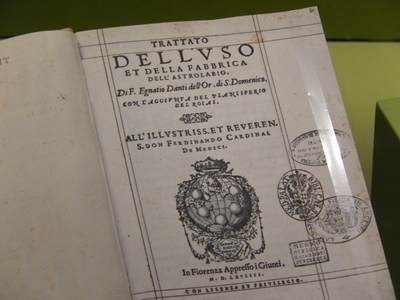 TRATTATO
DELL'VSO
ET DELLA FABBRICA
DELL'ASTROLABIO.
Di F. Egnatio Danti dell'Or. di S. Domenico.
CON L'AGGIVNTA DEL PLANISFERIO
DEL ROIAS.
ALL'ILLVSTRISS. ET REVEREN.
S. DON FERDINANDO CARDINAL
DE MEDICI.
In Fiorenza Appresso i Giunti.
M. D. LXVIIII.
CON LICENZA ET PRIVILEGIO.